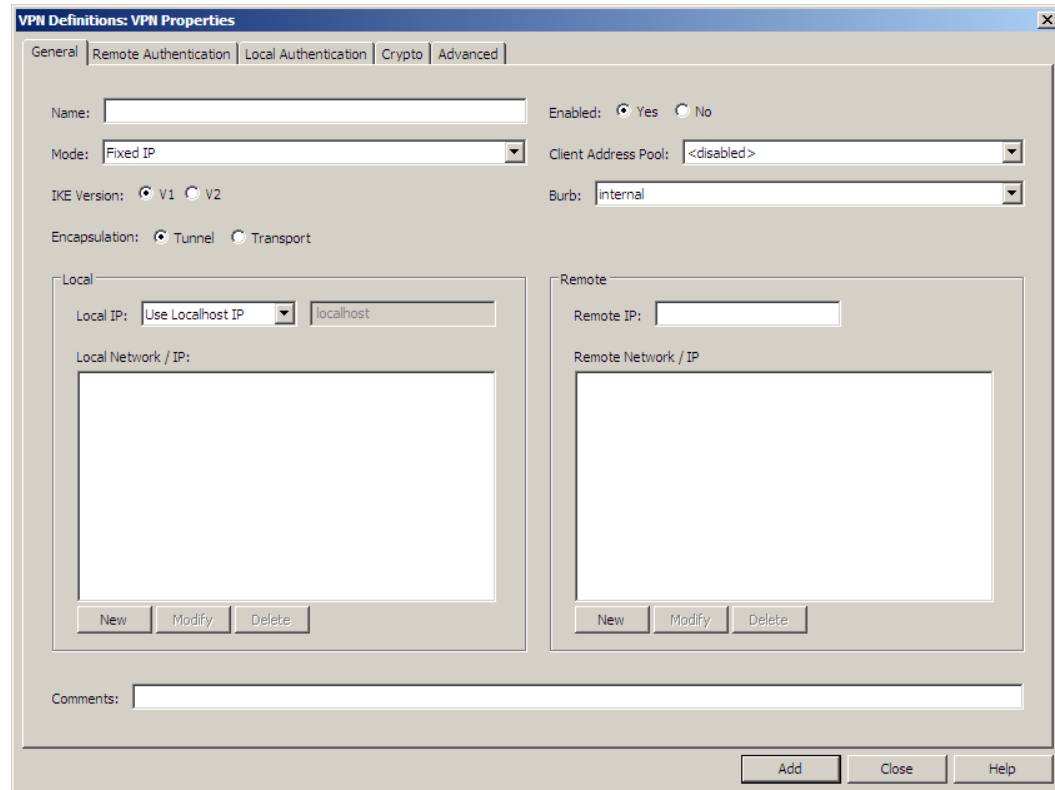 VPN Definitions: VPN Properties
General Remote Authentication Local Authentication Crypto Advanced
Name: Enabled: Yes No
Mode: Fixed IP Client Address Pool: <disabled>
IKE Version: V1 V2 Burb: internal
Encapsulation: Tunnel Transport
Local Remote
Local IP: Use Localhost IP localhost Remote IP:
Local Network / IP: Remote Network / IP
New Modify Delete New Modify Delete
Comments:
Add Close Help